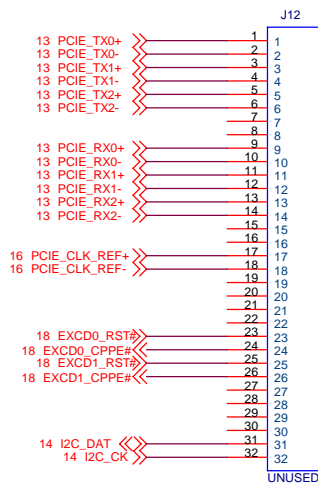 J12
13 PCIE_TX0+ 1 1
13 PCIE_TX0- 2 2
13 PCIE_TX1+ 3 3
13 PCIE_TX1- 4 4
13 PCIE_TX2+ 5 5
13 PCIE_TX2- 6 6
7 7
8 8
13 PCIE_RX0+ 9 9
13 PCIE_RX0- 10 10
13 PCIE_RX1+ 11 11
13 PCIE_RX1- 12 12
13 PCIE_RX2+ 13 13
13 PCIE_RX2- 14 14
15 15
16 16
16 PCIE_CLK_REF+ 17 17
16 PCIE_CLK_REF- 18 18
19 19
20 20
21 21
22 22
18 EXCD0_RST# 23 23
18 EXCD0_CPPE# 24 24
18 EXCD1_RST# 25 25
18 EXCD1_CPPE# 26 26
27 27
28 28
29 29
30 30
14 I2C_DAT 31 31
14 I2C_CK 32 32
UNUSED